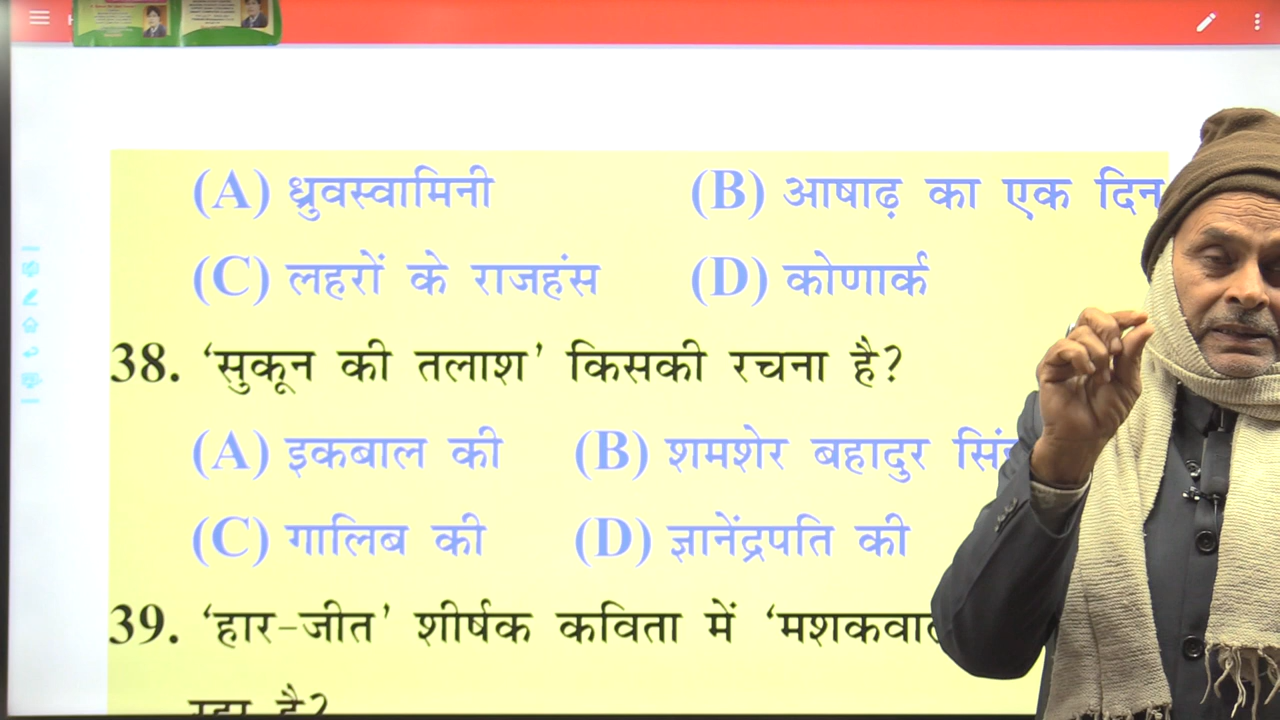 (A) ध्रुवस्वामिनी (B) आषाढ़ का एक दिन
(C) लहरों के राजहंस (D) कोणार्क
38. ‘सुकून की तलाश’ किसकी रचना है?
(A) इकबाल की (B) शमशेर बहादुर
(C) गालिब की (D) ज्ञानेंद्रपति की
39. ‘हार-जीत’ शीर्षक कविता में